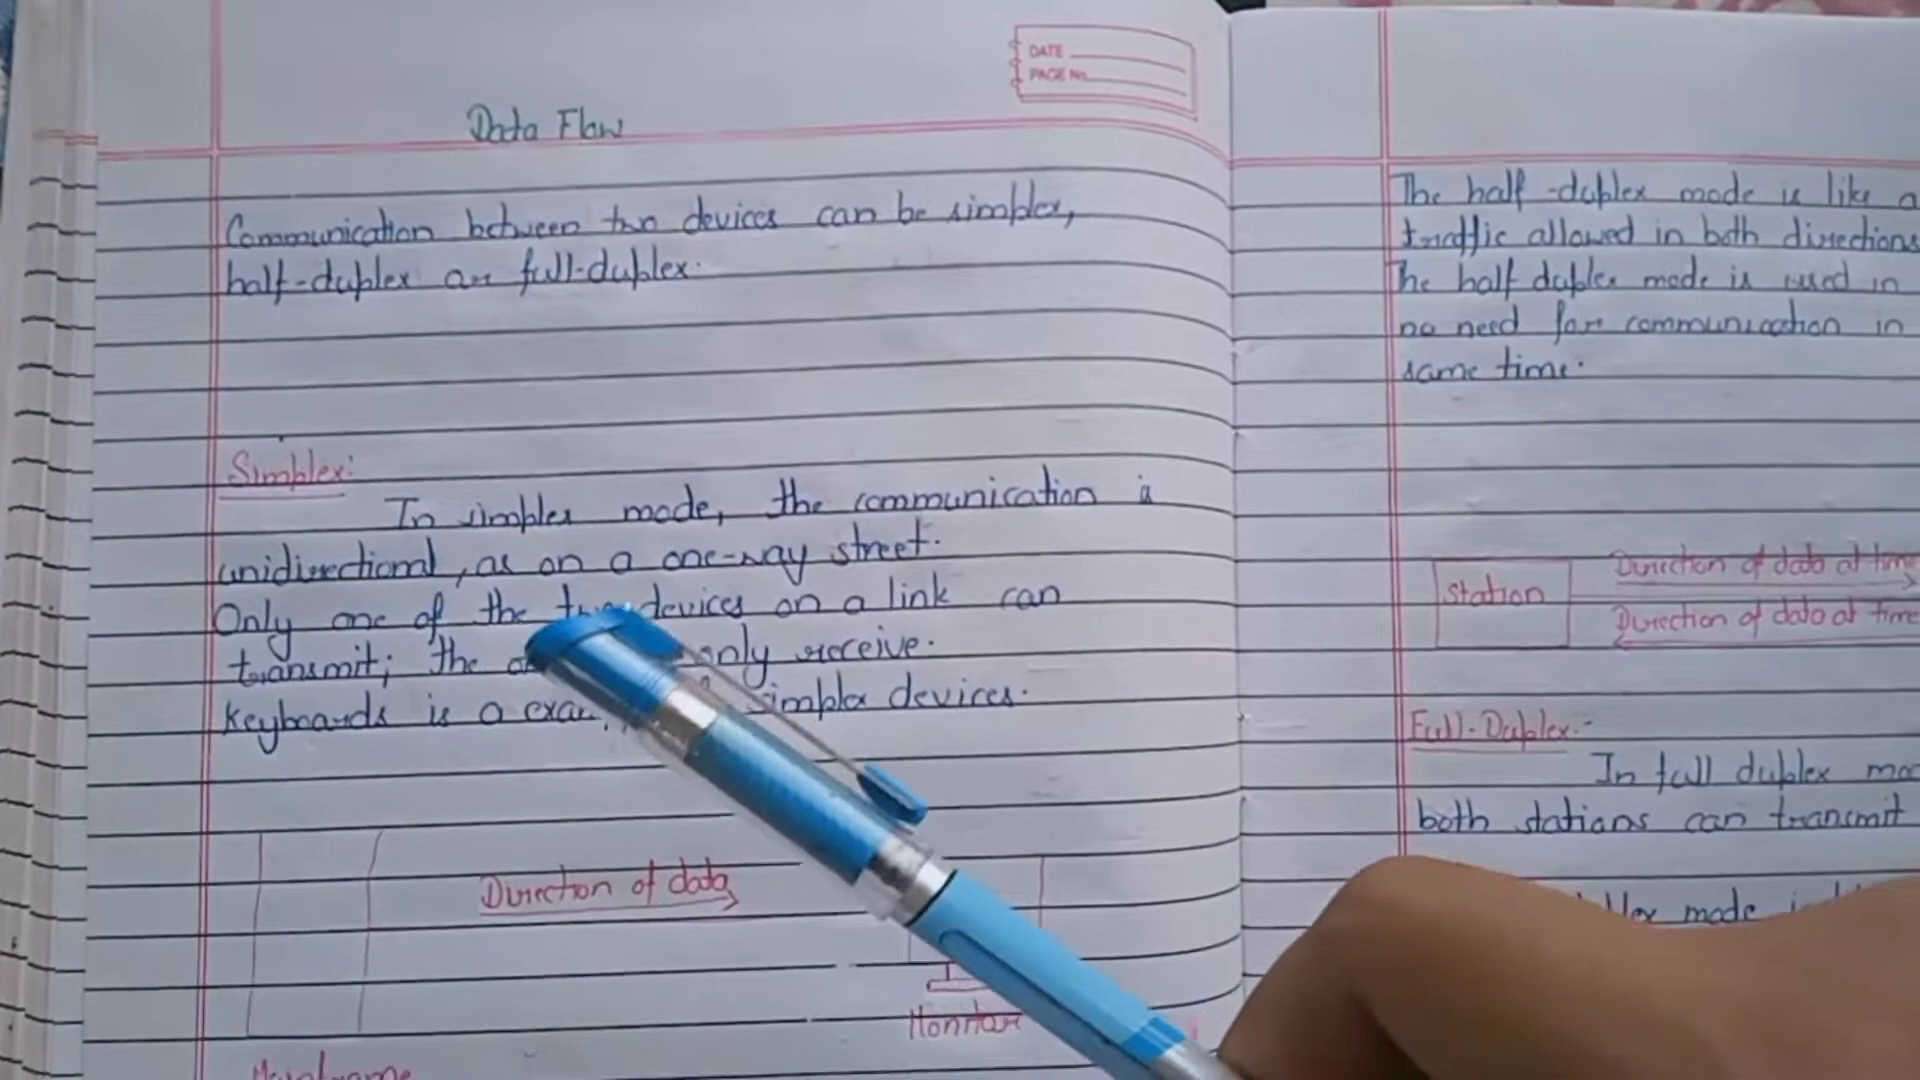 DATE
PAGE No.
Data Flow
Communication between two devices can be simplex,
half-duplex or full-duplex.
Simplex:
In simplex mode, the communication is
unidirectional, as on a one-way street.
Only one of the two devices on a link can
transmit; the only receive.
Keyboards is a simplex devices.
Direction of data
Monitor
Mainframe
The half-duplex mode is like a
traffic allowed in both directions
The half duplex mode is used in
no need for communication in
same time.
Station
Direction of data at time
Direction of data at time
Full-Duplex:-
In full duplex
both stations can transmit
mode